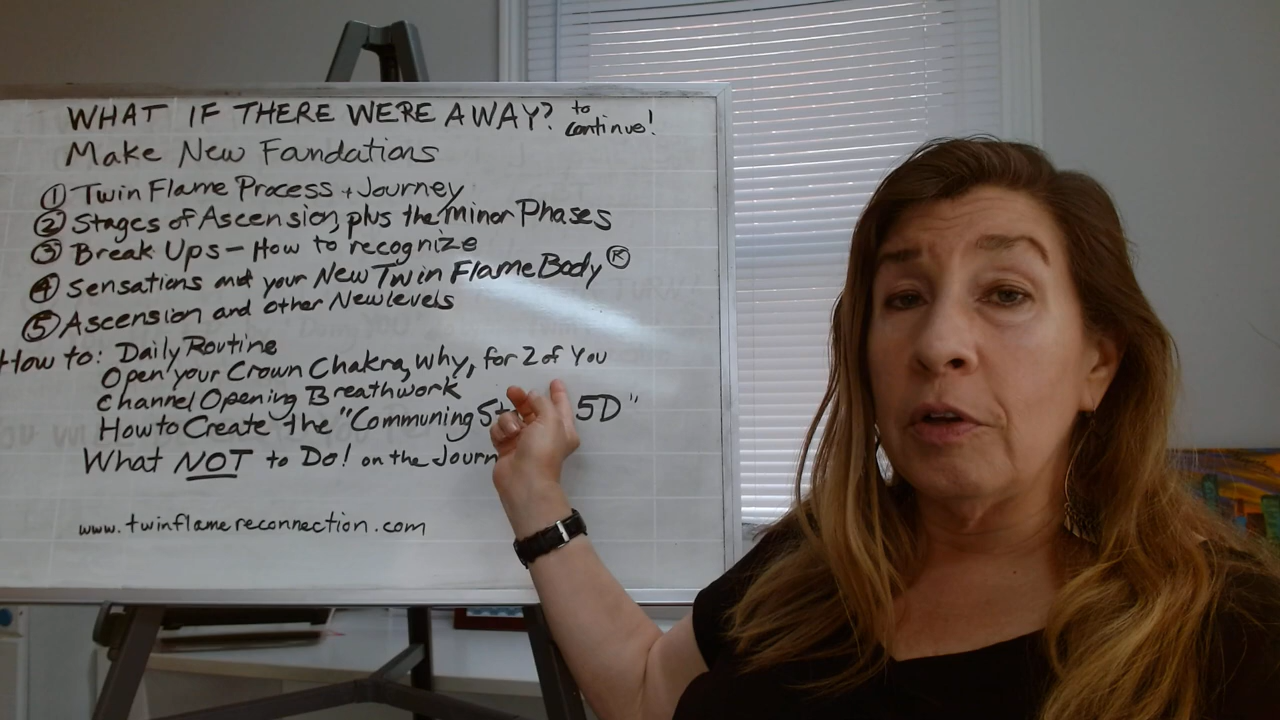 WHAT IF THERE WERE A WAY? to continue!
Make New Foundations
① Twin Flame Process + Journey
② Stages of Ascension, plus the minor Phases
③ Break Ups - How to recognize
④ Sensations and your New Twin Flame Body ®
⑤ Ascension and other New levels
How to: Daily Routine
Open your Crown Chakra, why, for 2 of You
Channel Opening Breathwork
How to Create the "Communing 5D"
What NOT to Do! on the
www.twinflamereconnection.com